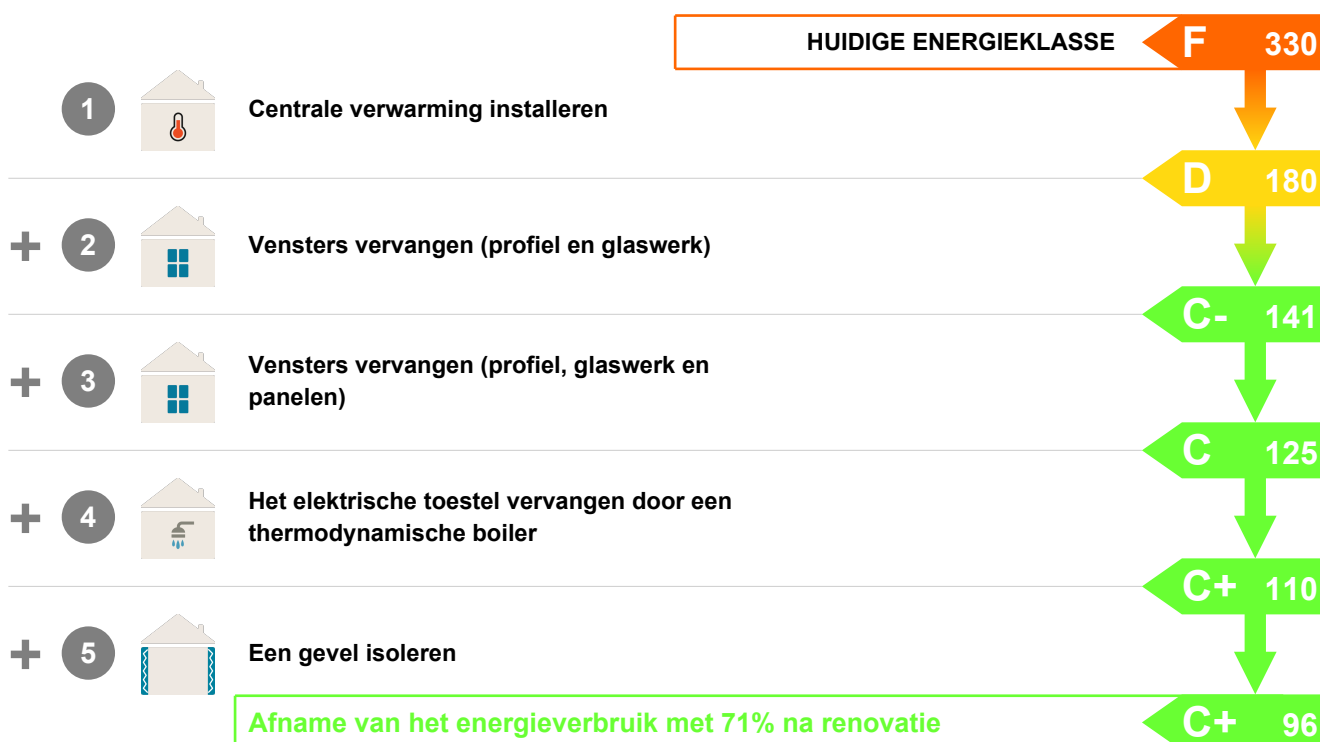 HUIDIGE ENERGIEKLASSE F 330
1 Centrale verwarming installeren
D 180
+ 2 Vensters vervangen (profiel en glaswerk)
C- 141
+ 3 Vensters vervangen (profiel, glaswerk en
panelen)
C 125
+ 4 Het elektrische toestel vervangen door een
thermodynamische boiler
C+ 110
+ 5 Een gevel isoleren
Afname van het energieverbruik met 71% na renovatie C+ 96